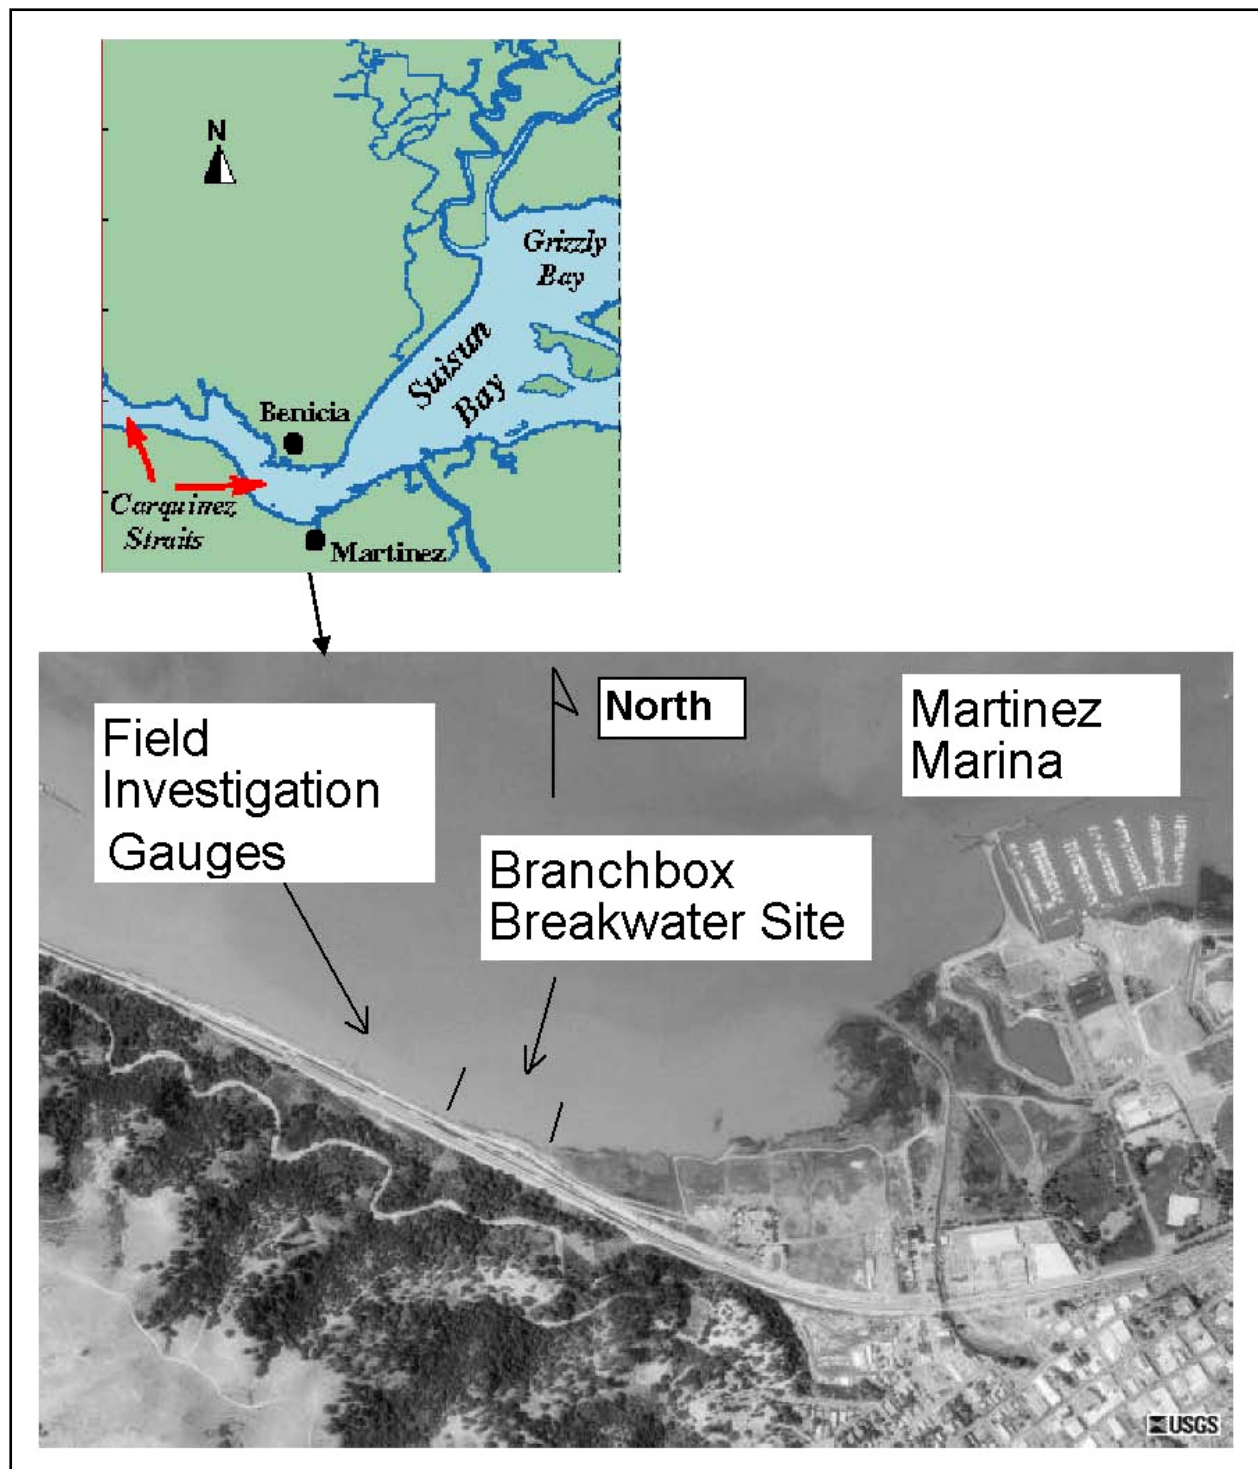 N
Grizzly
Bay
Suisun
Bay
Benicia
Carquinez
Straits
Martinez
North
Martinez
Marina
Field
Investigation
Gauges
Branchbox
Breakwater Site
USGS